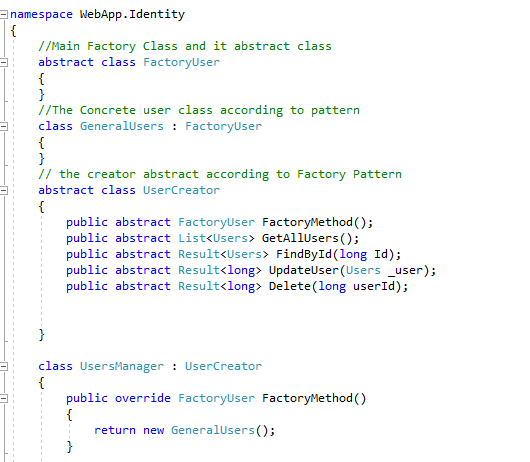 namespace WebApp.Identity
{
//Main Factory Class and it abstract class
abstract class FactoryUser
{
}
//The Concrete user class according to pattern
class GeneralUsers : FactoryUser
{
}
// the creator abstract according to Factory Pattern
abstract class UserCreator
{
public abstract FactoryUser FactoryMethod();
public abstract List<Users> GetAllUsers();
public abstract Result<Users> FindById(long Id);
public abstract Result<long> UpdateUser(Users _user);
public abstract Result<long> Delete(long userId);
}
class UsersManager : UserCreator
{
public override FactoryUser FactoryMethod()
{
return new GeneralUsers();
}